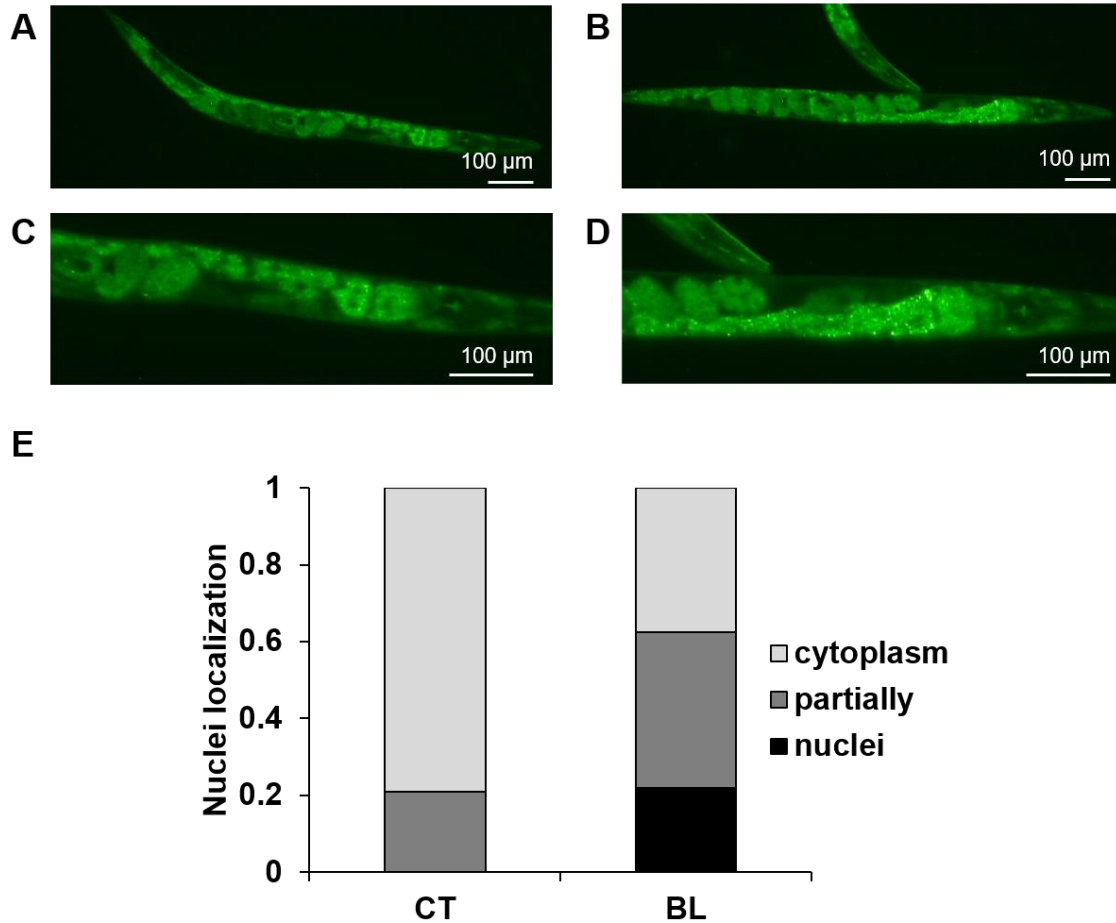 A
100 µm
B
100 µm
C
100 µm
D
100 µm
E
Nuclei localization
1
0.8
0.6
0.4
0.2
0
CT
BL
cytoplasm
partially
nuclei